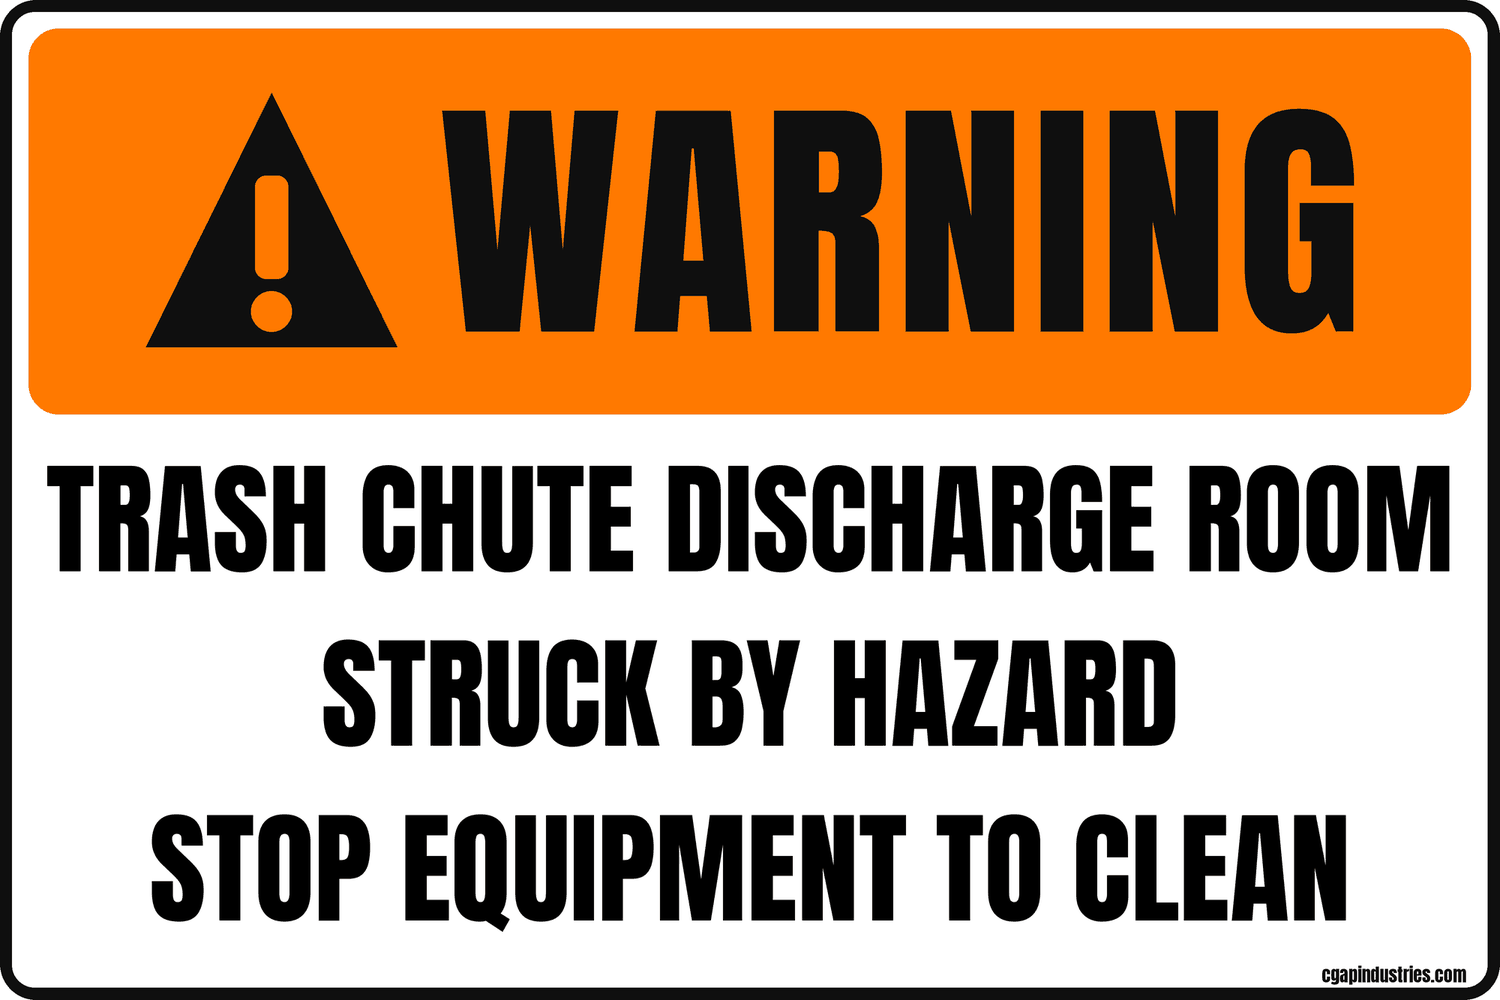 WARNING
TRASH CHUTE DISCHARGE ROOM
STRUCK BY HAZARD
STOP EQUIPMENT TO CLEAN
cgapindustries.com